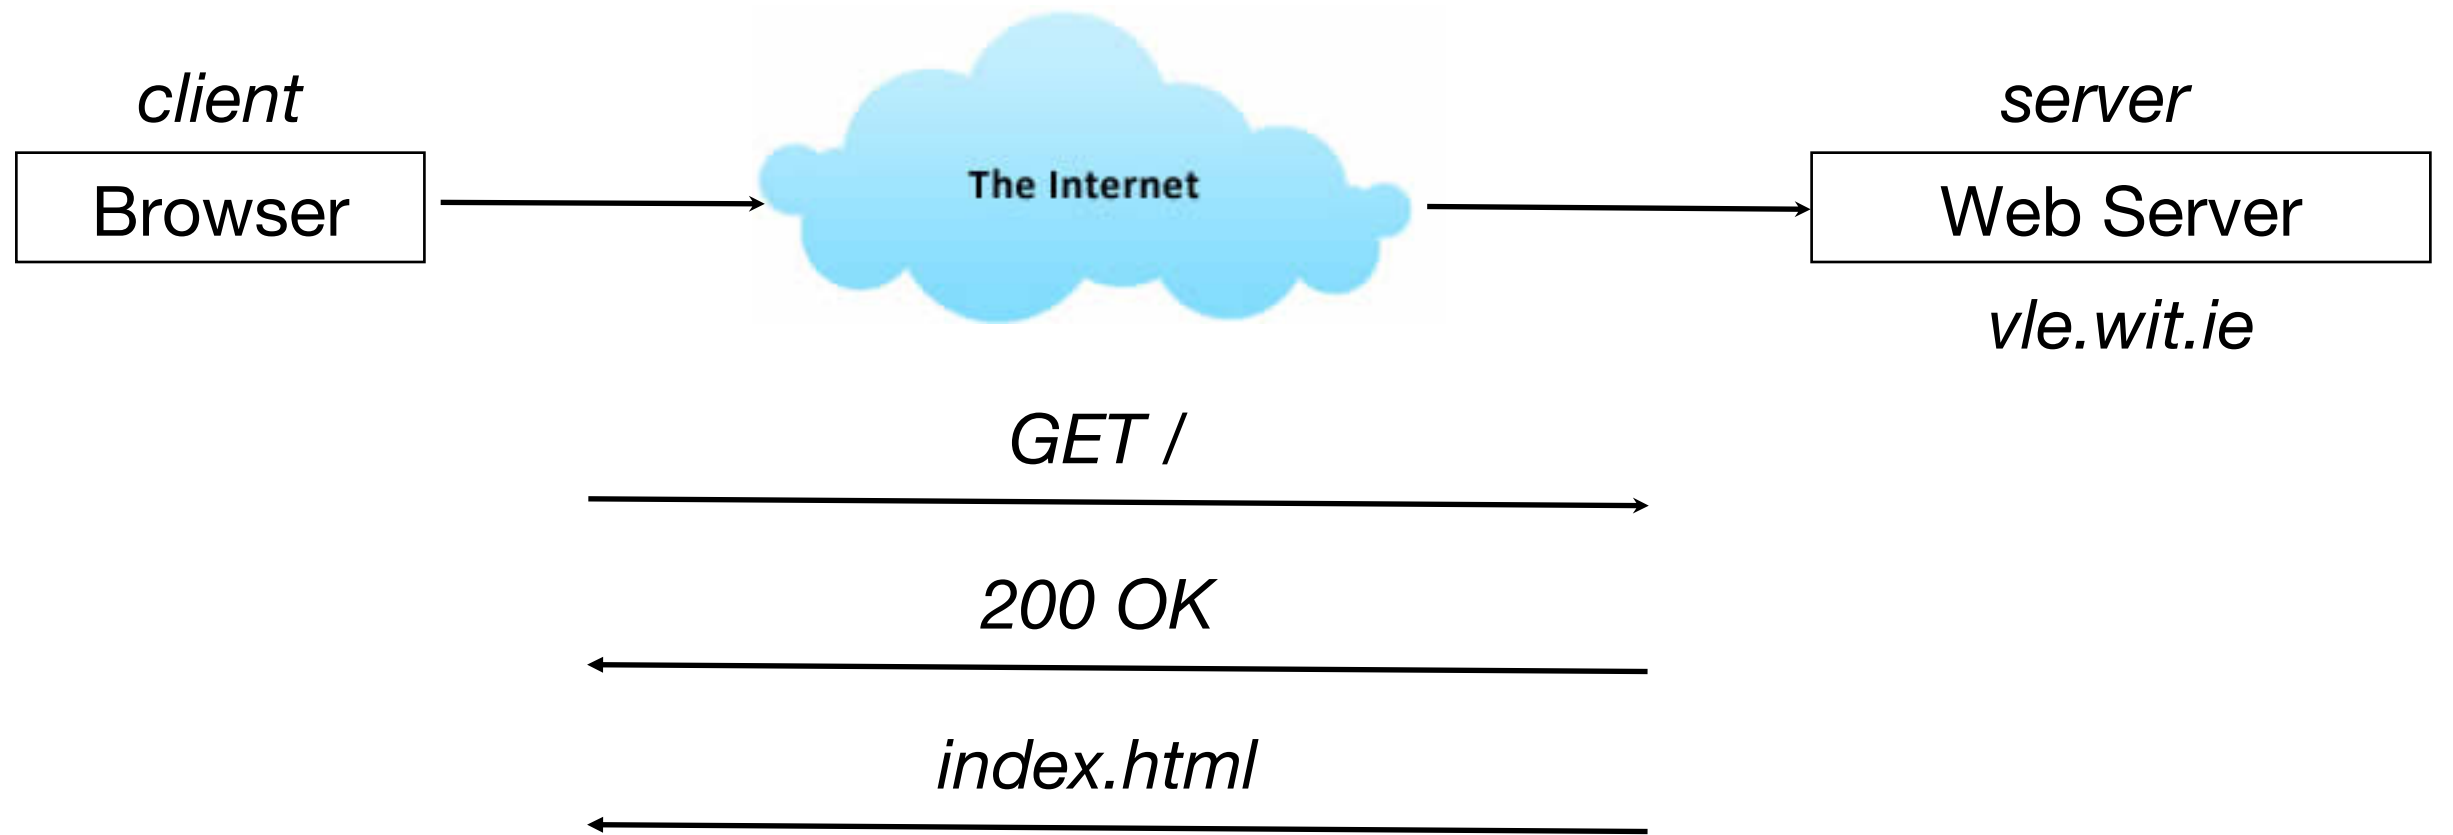 client
server
Browser
The Internet
Web Server
vle.wit.ie
GET /
200 OK
index.html